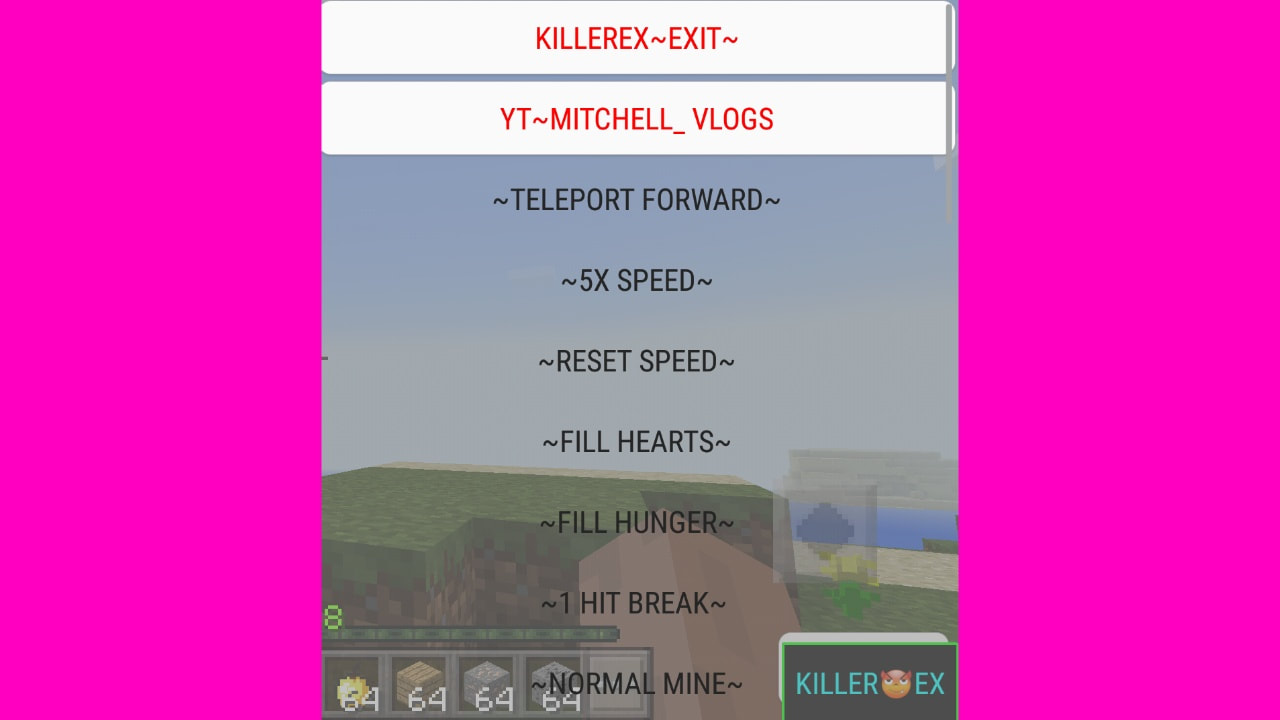 KILLEREX~EXIT~
YT~MITCHELL_ VLOGS
~TELEPORT FORWARD~
~5X SPEED~
~RESET SPEED~
~FILL HEARTS~
~FILL HUNGER~
~1 HIT BREAK~
8
~NORMAL MINE~
64 64 64 64
KILLER😈EX